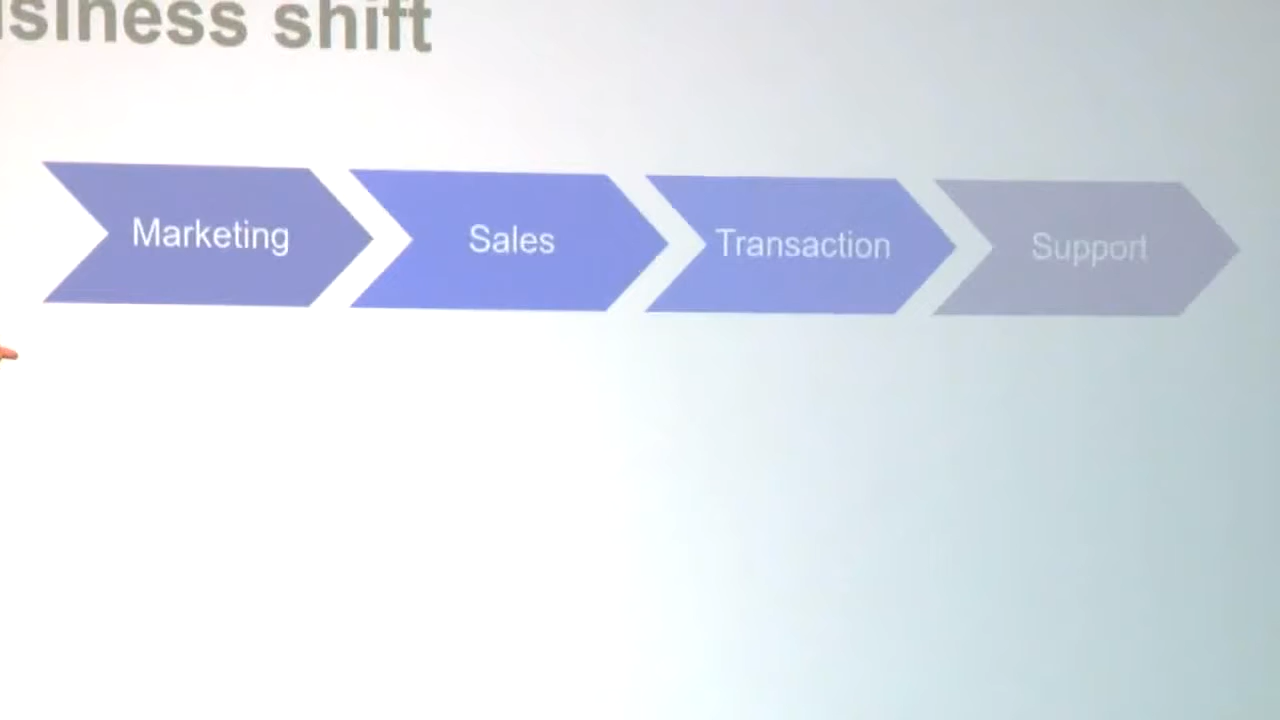 siness shift
Marketing
Sales
Transaction
Support